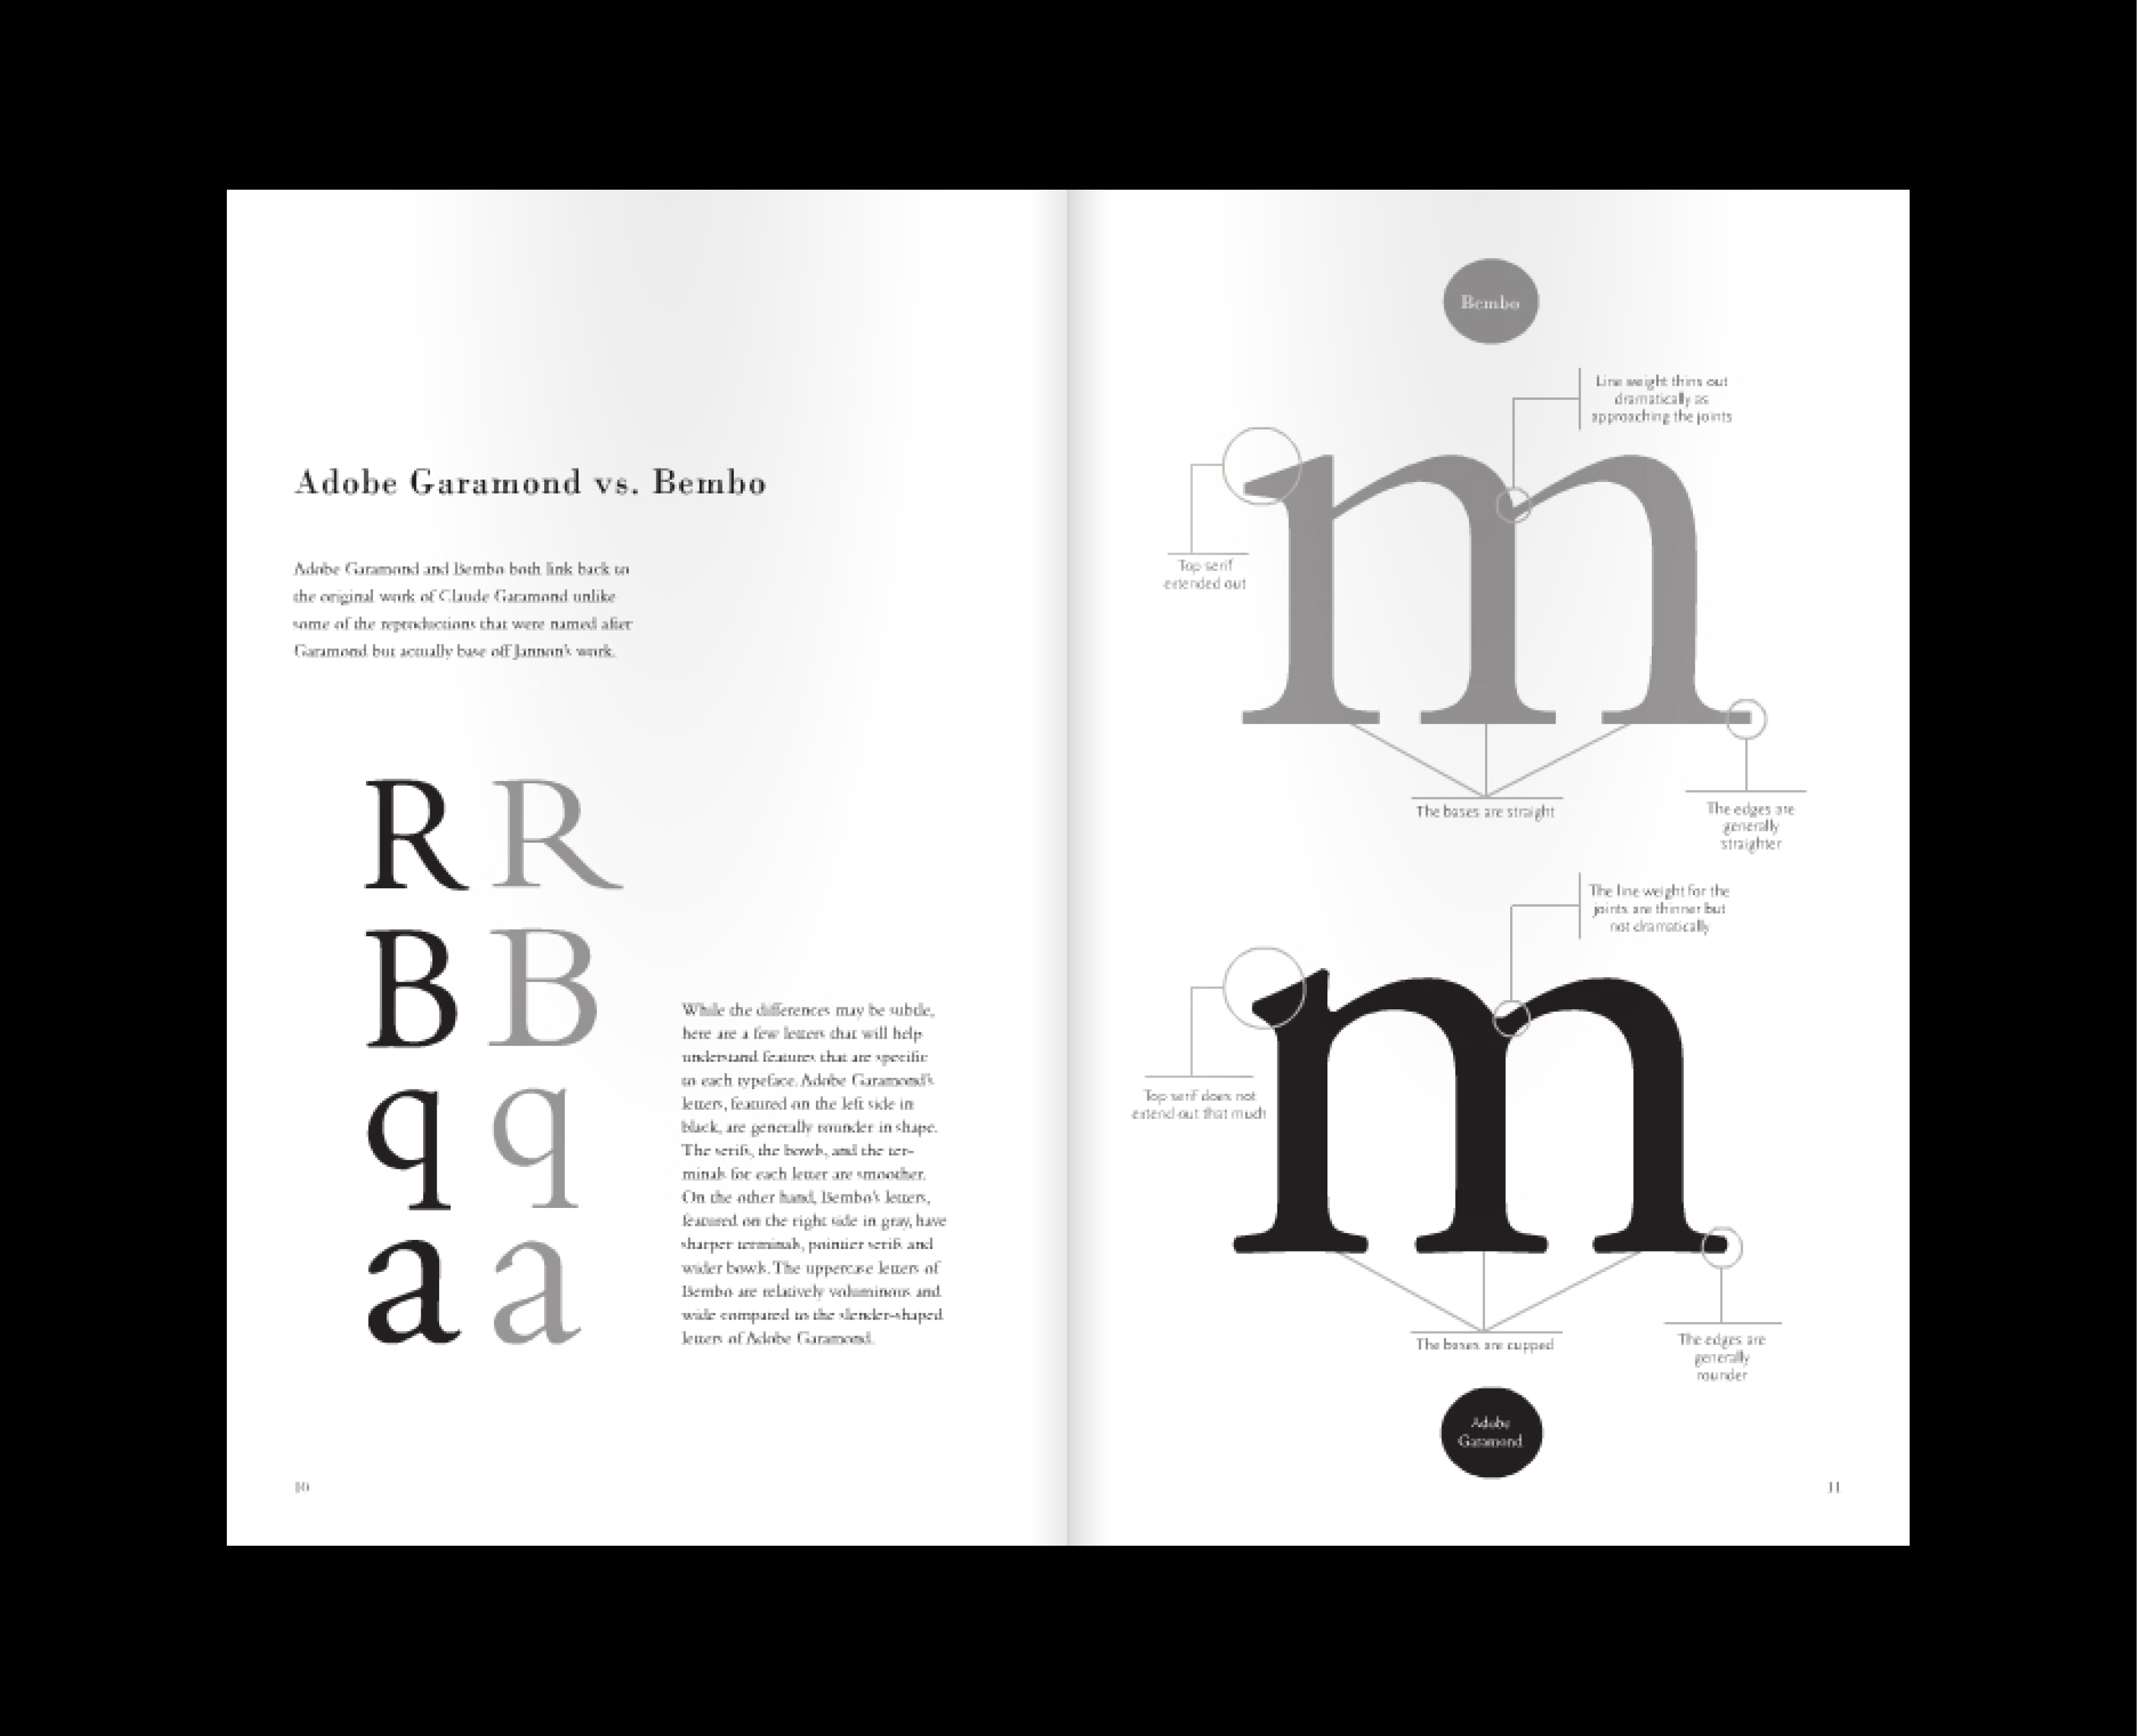 Adobe Garamond vs. Bembo
Adobe Garamond and Bembo both link back to
the original work of Claude Garamond unlike
some of the reproductions that were named after
Garamond but actually base off Jannon's work.
R R
B B
q q
a a
While the differences may be subtle,
here are a few letters that will help
understand features that are specific
to each typeface. Adobe Garamond's
letters, featured on the left side in
black, are generally rounder in shape.
The serifs, the bowls, and the ter-
minals for each letter are smoother.
On the other hand, Bembo's letters,
featured on the right side in gray, have
sharper terminals, pointier serifs and
wider bowls. The uppercase letters of
Bembo are relatively voluminous and
wide compared to the slender-shaped
letters of Adobe Garamond.
10
Bembo
Line weight thins out
dramatically as
approaching the joints
m
Top serif
extended out
The bases are straight
The edges are
generally
straighter
The line weight for the
joints are thinner but
not dramatically
m
Top serif does not
extend out that much
The bases are cupped
The edges are
generally
rounder
Adobe
Garamond
11